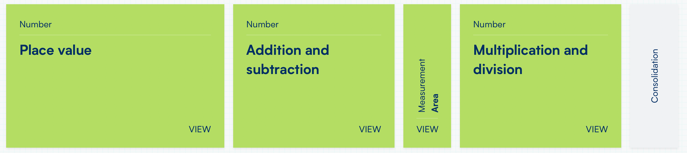 Number
Place value
VIEW
Number
Addition and
subtraction
VIEW
Measurement
Area
VIEW
Number
Multiplication and
division
VIEW
Consolidation